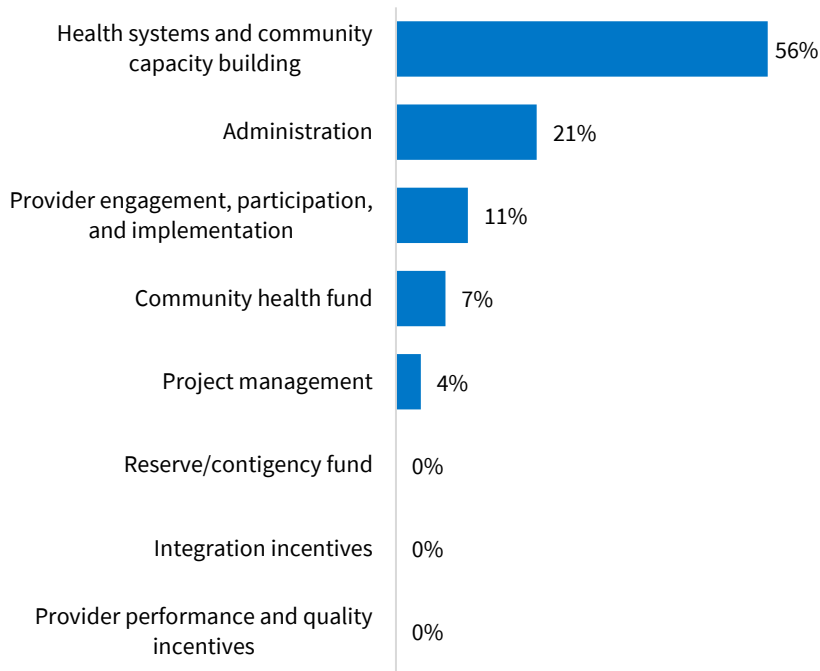 Health systems and community
capacity building
56%
Administration
21%
Provider engagement, participation,
and implementation
11%
Community health fund
7%
Project management
4%
Reserve/contigency fund
0%
Integration incentives
0%
Provider performance and quality
incentives
0%